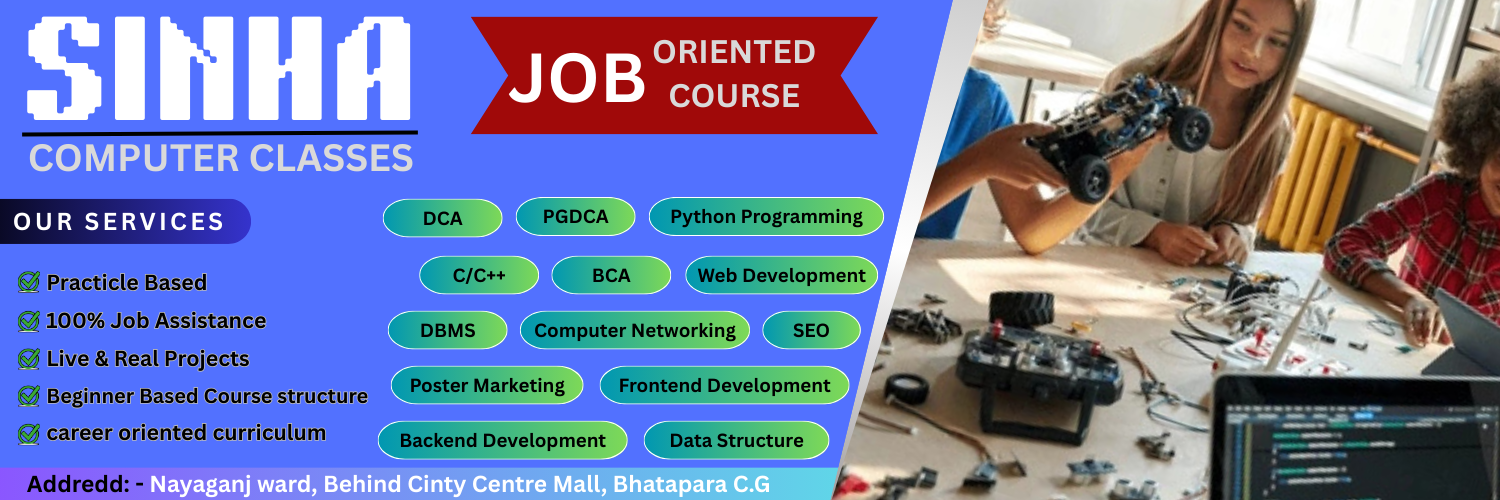 SINHA
COMPUTER CLASSES
JOB ORIENTED
COURSE
OUR SERVICES
Practicle Based
100% Job Assistance
Live & Real Projects
Beginner Based Course structure
career oriented curriculum
DCA PGDCA Python Programming
C/C++ BCA Web Development
DBMS Computer Networking SEO
Poster Marketing Frontend Development
Backend Development Data Structure
Addredd: - Nayaganj ward, Behind Cinty Centre Mall, Bhatapara C.G